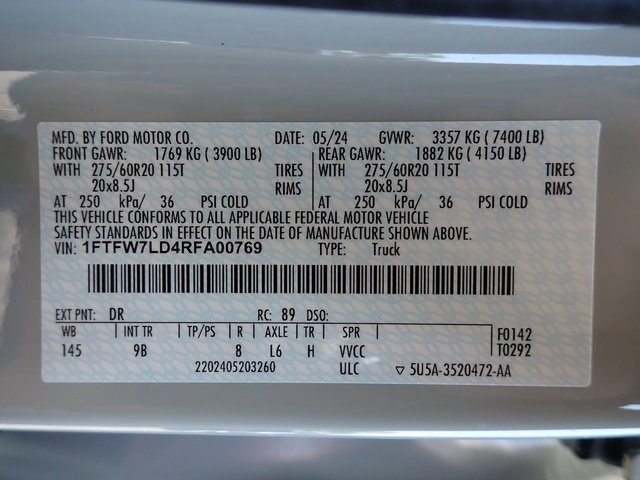 MFD. BY FORD MOTOR CO. DATE: 05/24 GVWR: 3357 KG ( 7400 LB)
FRONT GAWR: 1769 KG ( 3900 LB) REAR GAWR: 1882 KG ( 4150 LB)
WITH 275/60R20 115T TIRES WITH 275/60R20 115T TIRES
20x8.5J RIMS 20x8.5J RIMS
AT 250 kPa/ 36 PSI COLD AT 250 kPa/ 36 PSI COLD
THIS VEHICLE CONFORMS TO ALL APPLICABLE FEDERAL MOTOR VEHICLE
SAFETY STANDARDS IN EFFECT ON THE DATE OF MANUFACTURE SHOWN ABOVE.
VIN: 1FTFW7LD4RFA00769 TYPE: Truck
EXT PNT: DR RC: 89 DSO:
WB INT TR TP/PS R AXLE TR SPR F0142
145 9B 8 L6 H VVCC T0292
2202405203260 ULC ▽ 5U5A-3520472-AA